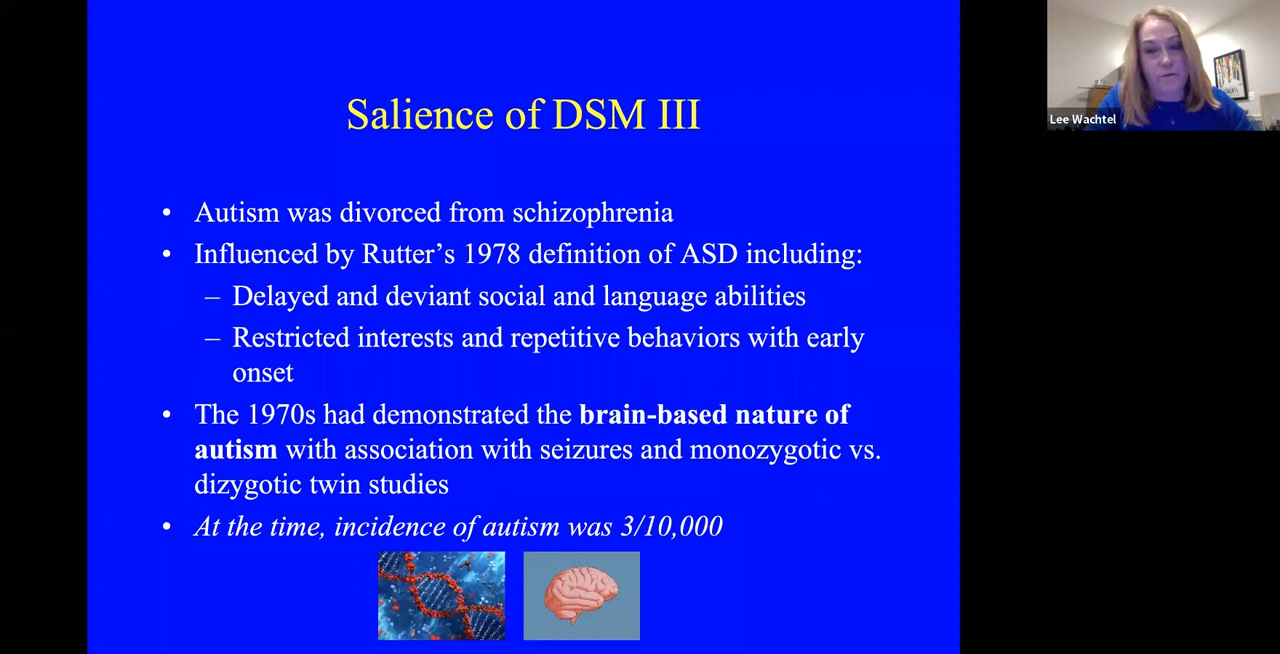 Salience of DSM III
• Autism was divorced from schizophrenia
• Influenced by Rutter’s 1978 definition of ASD including:
– Delayed and deviant social and language abilities
– Restricted interests and repetitive behaviors with early
onset
• The 1970s had demonstrated the brain-based nature of
autism with association with seizures and monozygotic vs.
dizygotic twin studies
• At the time, incidence of autism was 3/10,000
Lee Wachtel